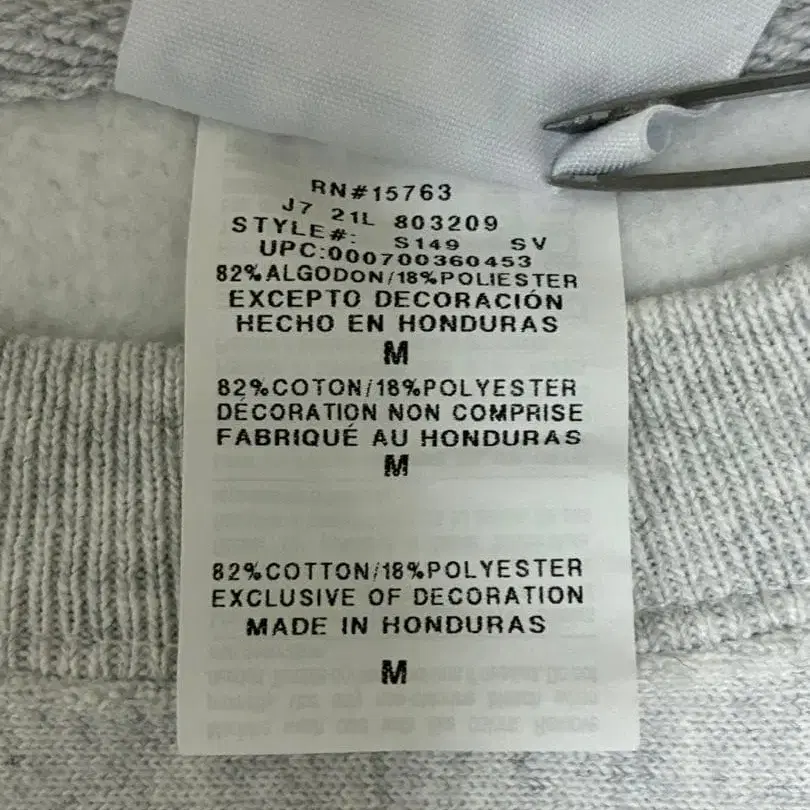 RN#15763
J7 21L 803209
STYLE#: S149 SV
UPC:000700360453
82%ALGODON/18%POLIESTER
EXCEPTO DECORACIÓN
HECHO EN HONDURAS
M
82%COTON/18%POLYESTER
DÉCORATION NON COMPRISE
FABRIQUÉ AU HONDURAS
M
82%COTTON/18%POLYESTER
EXCLUSIVE OF DECORATION
MADE IN HONDURAS
M